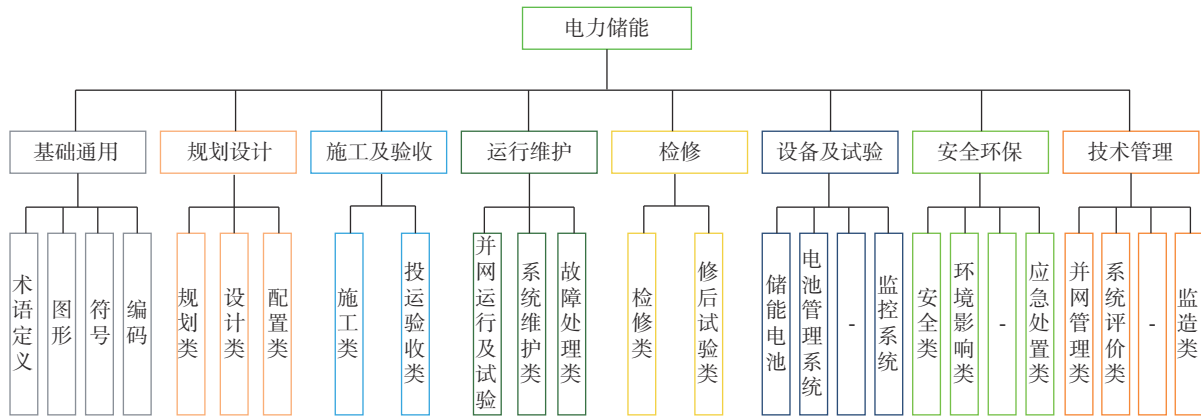 电力储能
基础通用
规划设计
施工及验收
运行维护
检修
设备及试验
安全环保
技术管理
术语定义
图形
符号
编码
规划类
设计类
配置类
施工类
投运验收类
并网运行及试验
系统维护类
故障处理类
检修类
修后试验类
储能电池
电池管理系统
-
监控系统
安全类
环境影响类
-
应急处置类
并网管理类
系统评价类
-
监造类